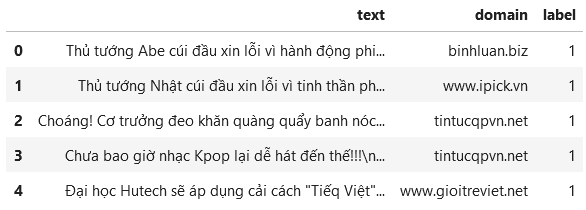 text domain label
0 Thủ tướng Abe cúi đầu xin lỗi vì hành động phi... binhluan.biz 1
1 Thủ tướng Nhật cúi đầu xin lỗi vì tinh thần ph... www.ipick.vn 1
2 Choáng! Cơ trưởng đeo khăn quàng quẩy banh nóc... tintucqpvn.net 1
3 Chưa bao giờ nhạc Kpop lại dễ hát đến thế!!!\n... tintucqpvn.net 1
4 Đại học Hutech sẽ áp dụng cải cách "Tiếq Việt"... www.gioitreviet.net 1